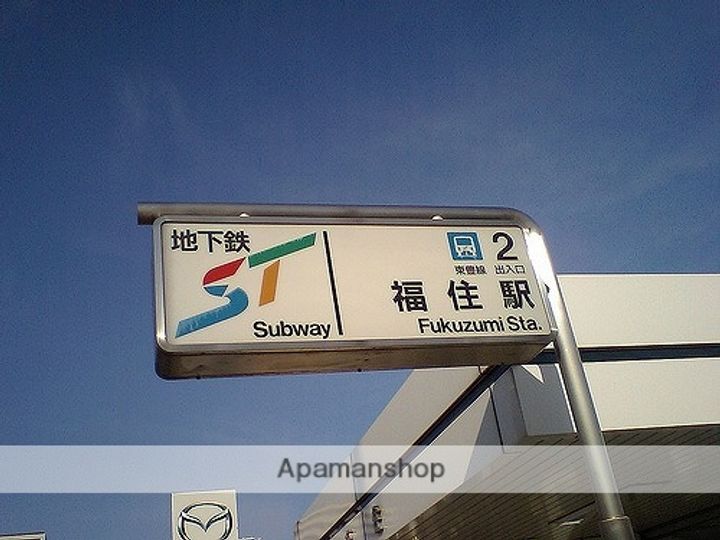 地下鉄
ST
Subway
2
東豊線 出入口
福住駅
Fukuzumi Sta.
Apamanshop